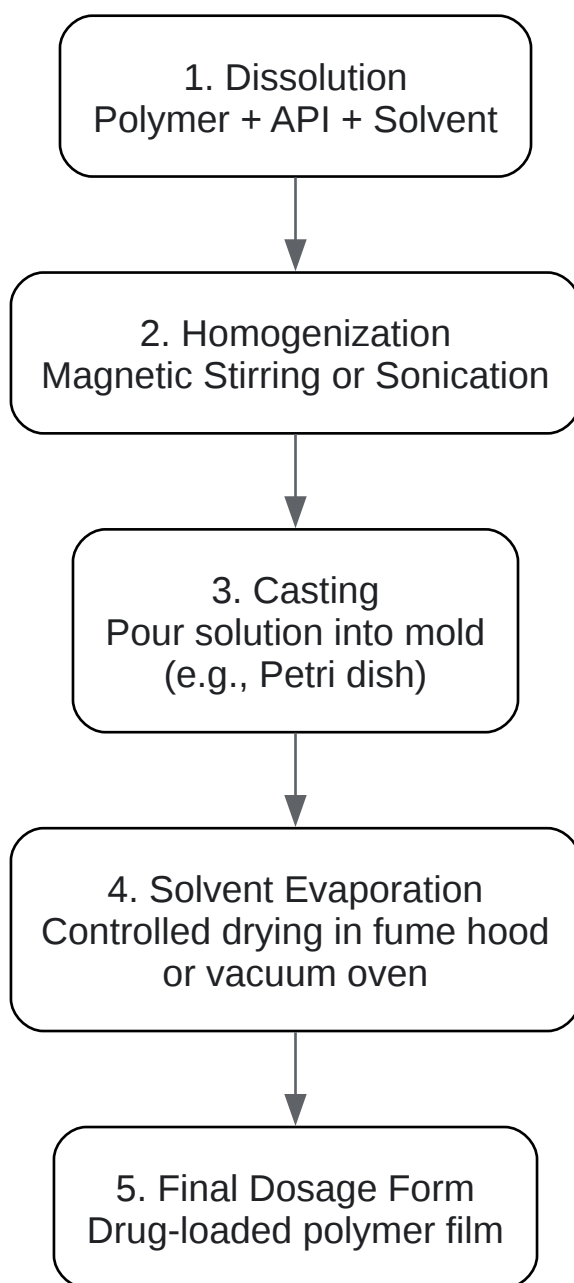 1. Dissolution
Polymer + API + Solvent
2. Homogenization
Magnetic Stirring or Sonication
3. Casting
Pour solution into mold
(e.g., Petri dish)
4. Solvent Evaporation
Controlled drying in fume hood
or vacuum oven
5. Final Dosage Form
Drug-loaded polymer film